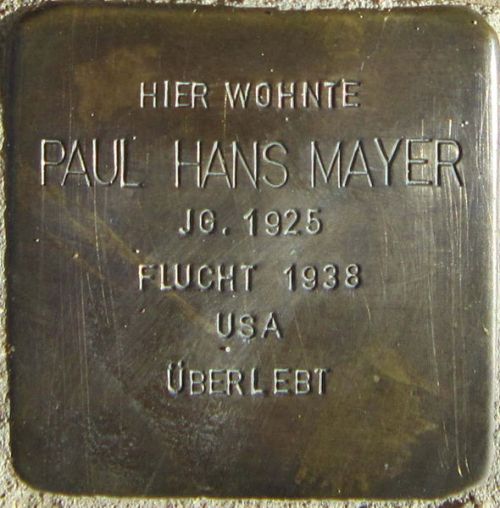 HIER WOHNTE
PAUL HANS MAYER
JG. 1925
FLUCHT 1938
USA
ÜBERLEBT